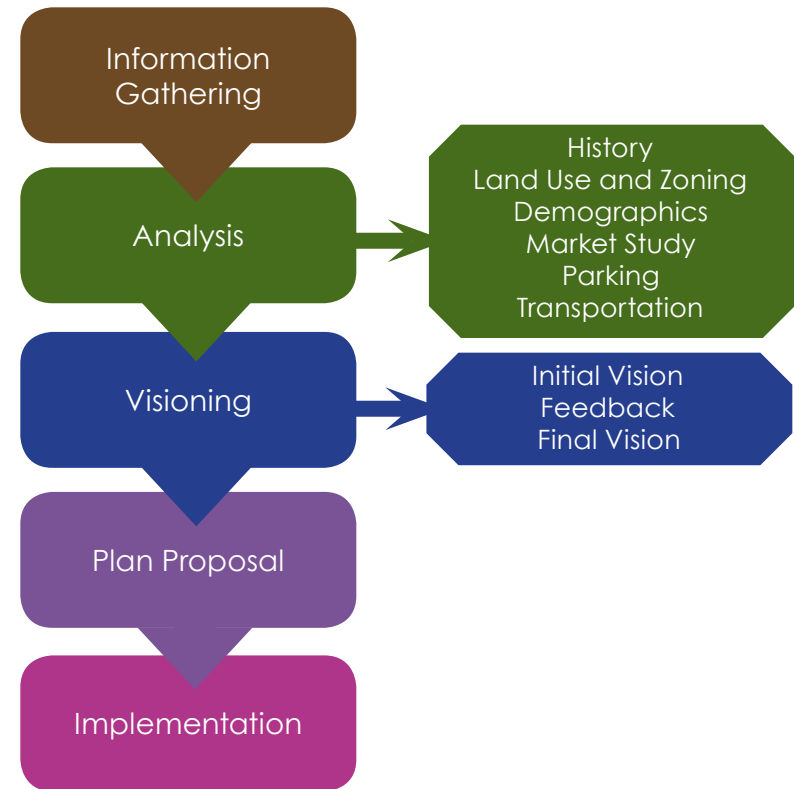 Information
Gathering
Analysis
History
Land Use and Zoning
Demographics
Market Study
Parking
Transportation
Visioning
Initial Vision
Feedback
Final Vision
Plan Proposal
Implementation